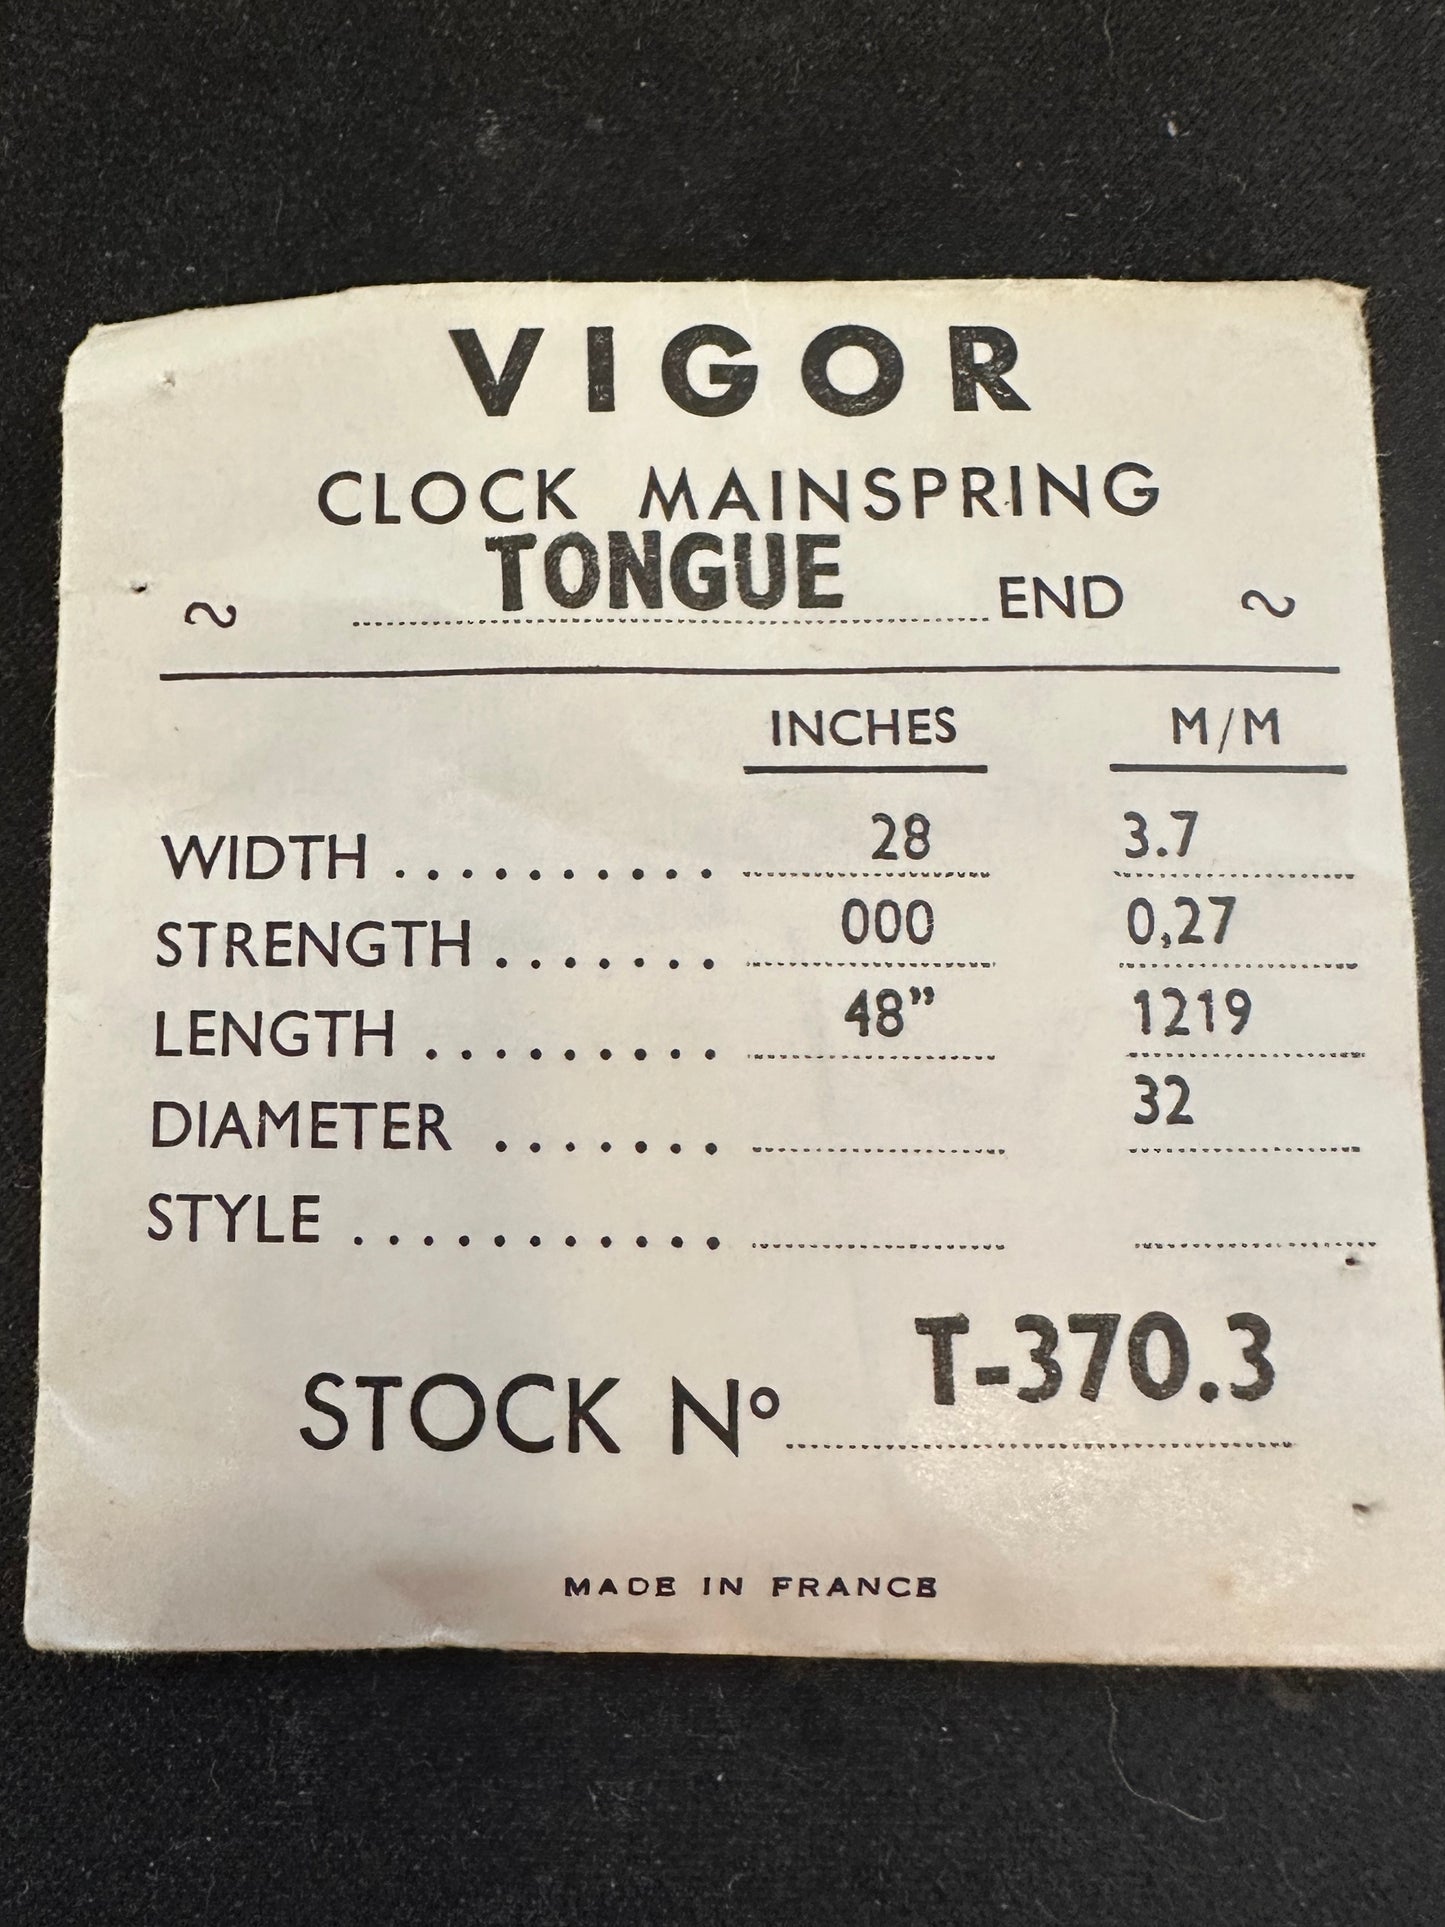 VIGOR
CLOCK MAINSPRING
~ TONGUE END ~
INCHES M/M
WIDTH .......... 28 3.7
STRENGTH ....... 000 0,27
LENGTH ......... 48" 1219
DIAMETER ....... 32
STYLE ...........
STOCK Nº T-370.3
MADE IN FRANCE